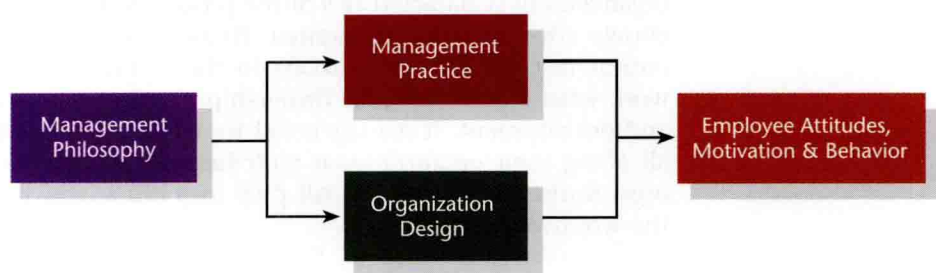 Management
Philosophy
Management
Practice
Organization
Design
Employee Attitudes,
Motivation & Behavior